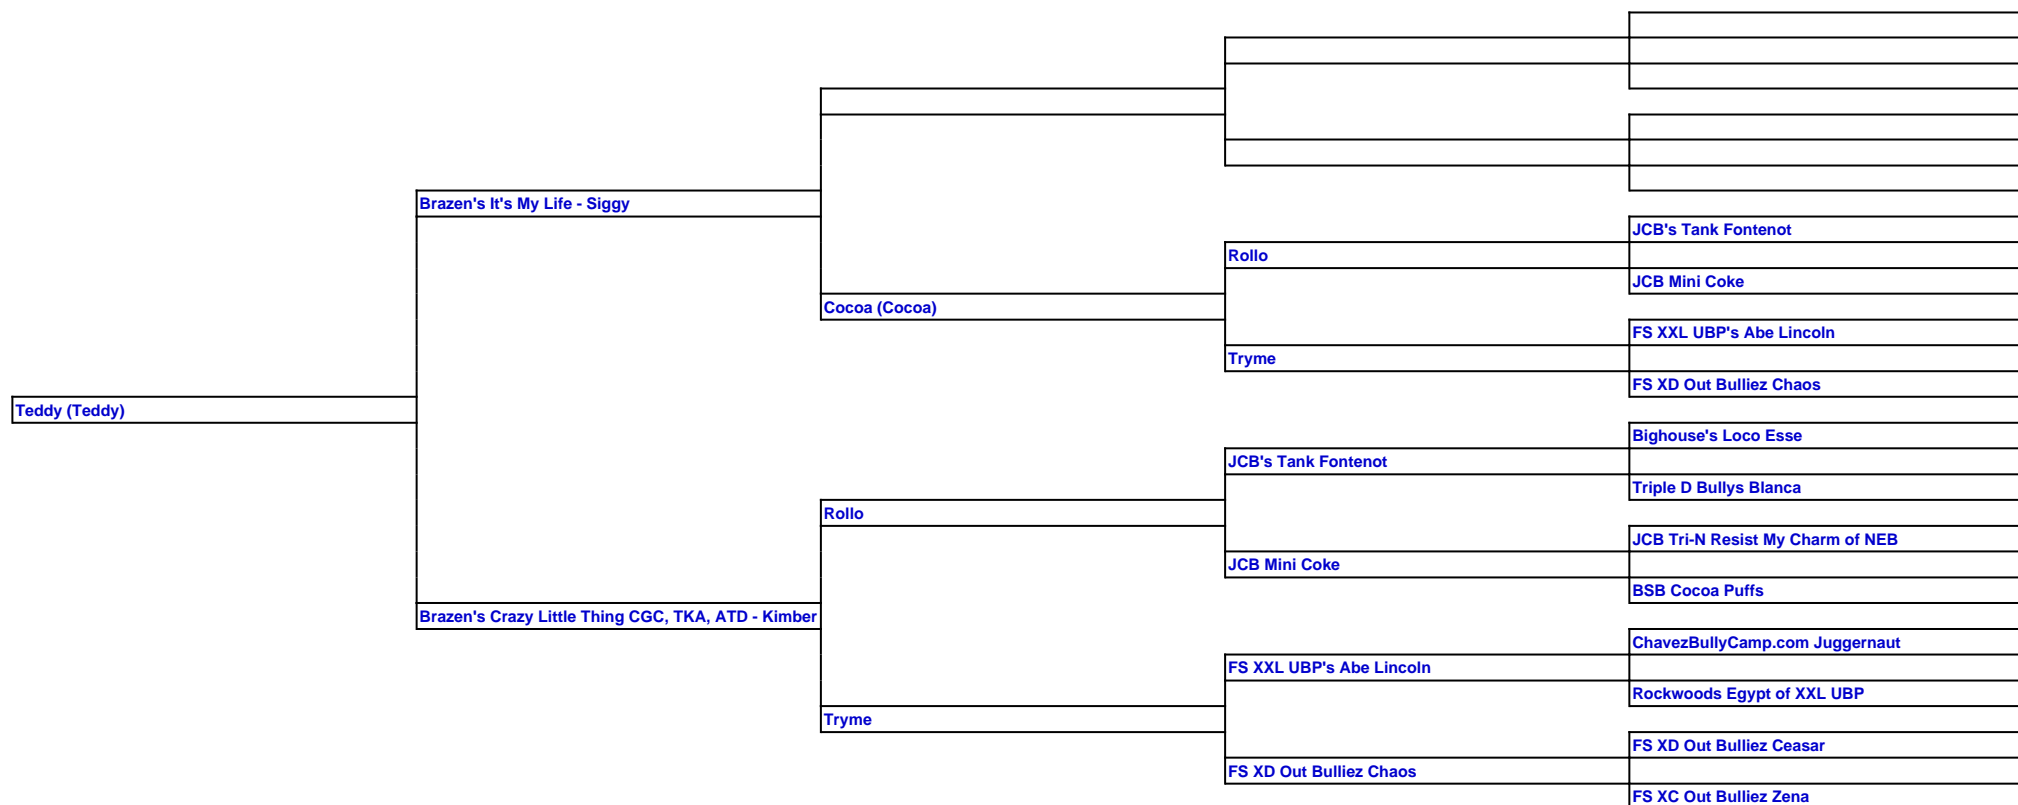 JCB's Tank Fontenot
Brazen's It's My Life - Siggy
Rollo
JCB Mini Coke
Cocoa (Cocoa)
FS XXL UBP's Abe Lincoln
Tryme
FS XD Out Bulliez Chaos
Teddy (Teddy)
Bighouse's Loco Esse
JCB's Tank Fontenot
Triple D Bullys Blanca
Rollo
JCB Tri-N Resist My Charm of NEB
JCB Mini Coke
BSB Cocoa Puffs
Brazen's Crazy Little Thing CGC, TKA, ATD - Kimber
ChavezBullyCamp.com Juggernaut
FS XXL UBP's Abe Lincoln
Rockwoods Egypt of XXL UBP
Tryme
FS XD Out Bulliez Ceasar
FS XD Out Bulliez Chaos
FS XC Out Bulliez Zena